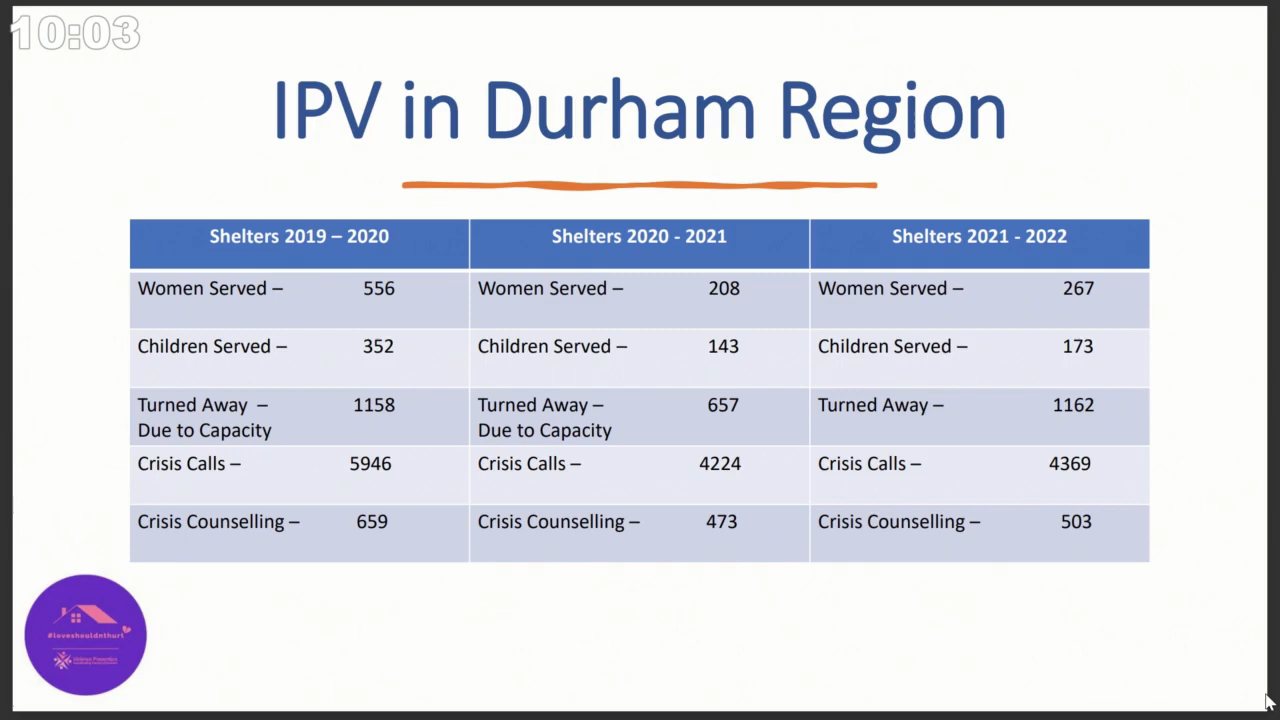 10:03
IPV in Durham Region
Shelters 2019 – 2020 Shelters 2020 - 2021 Shelters 2021 - 2022
Women Served – 556 Women Served – 208 Women Served – 267
Children Served – 352 Children Served – 143 Children Served – 173
Turned Away – 1158 Turned Away – 657 Turned Away – 1162
Due to Capacity Due to Capacity
Crisis Calls – 5946 Crisis Calls – 4224 Crisis Calls – 4369
Crisis Counselling – 659 Crisis Counselling – 473 Crisis Counselling – 503
#loveshouldnthurt